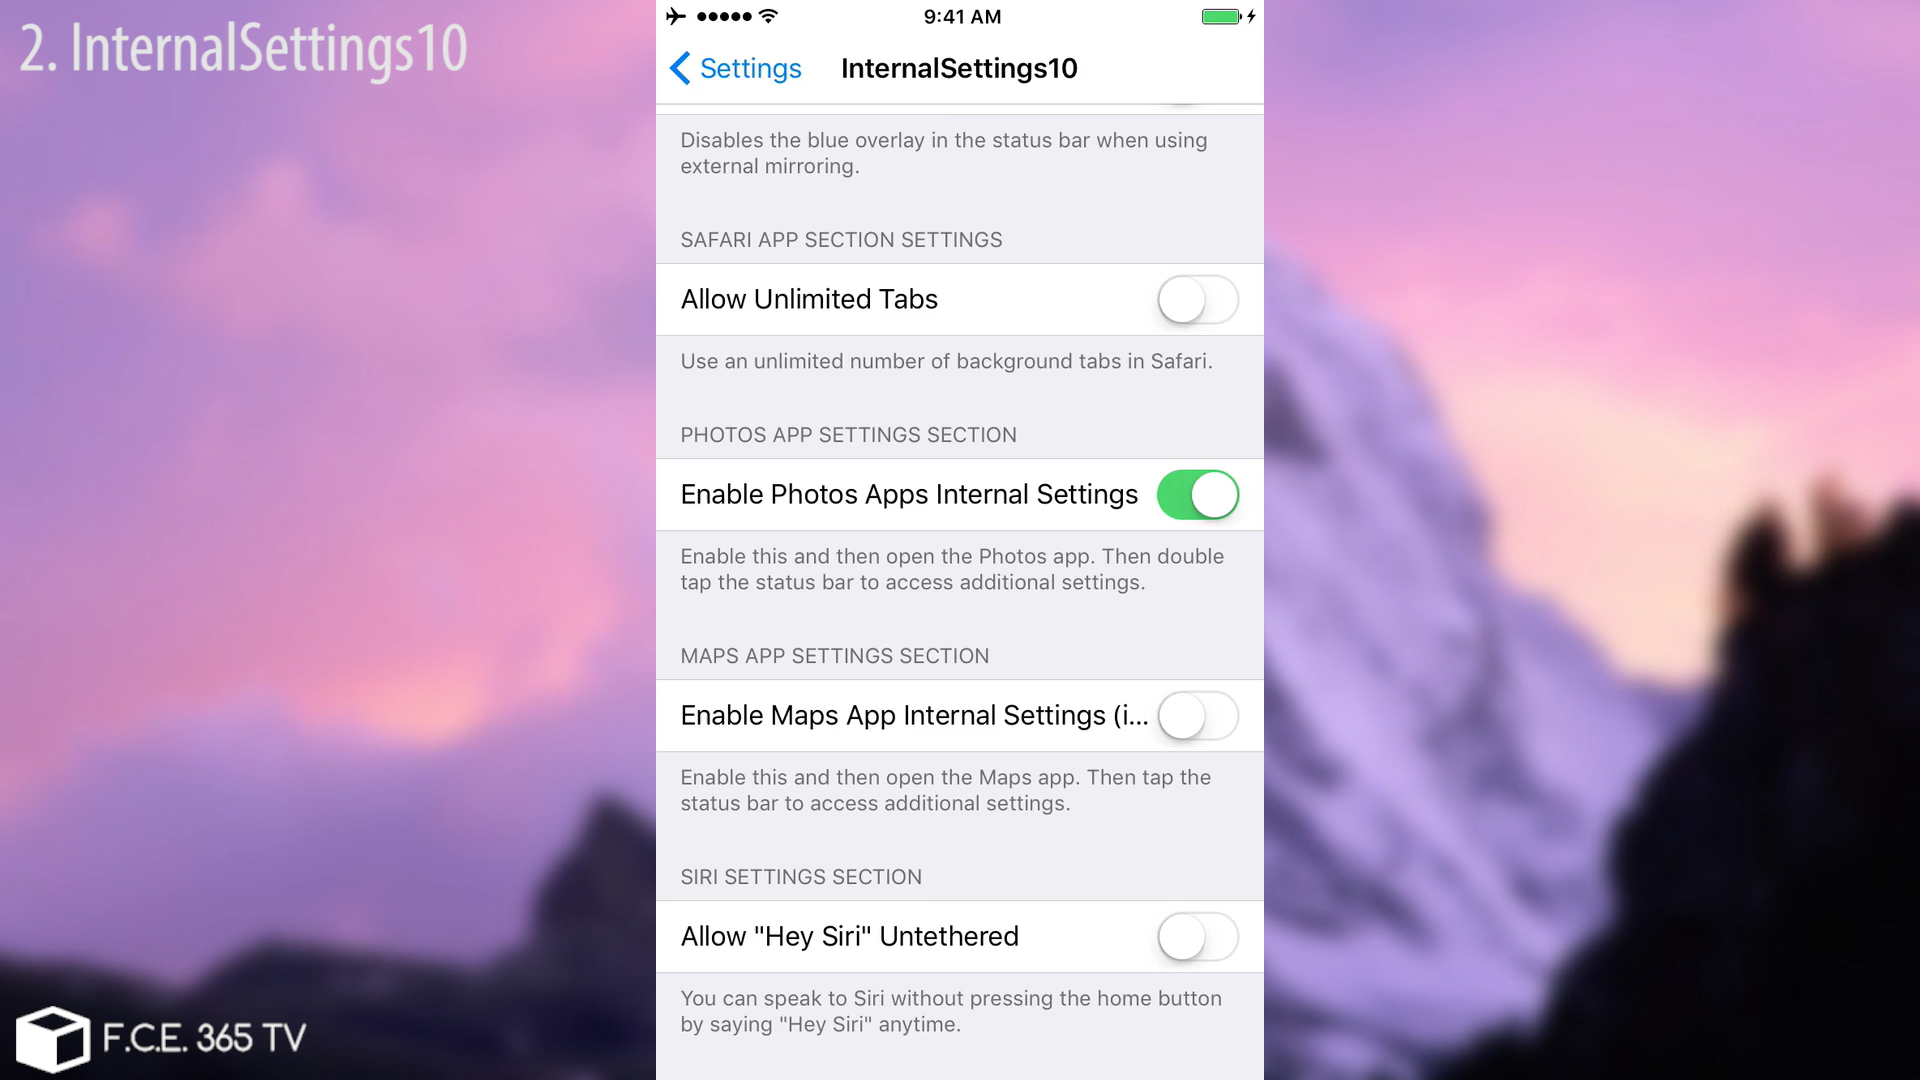 2. InternalSettings10
9:41 AM
Settings
InternalSettings10
Disables the blue overlay in the status bar when using
external mirroring.
SAFARI APP SECTION SETTINGS
Allow Unlimited Tabs
Use an unlimited number of background tabs in Safari.
PHOTOS APP SETTINGS SECTION
Enable Photos Apps Internal Settings
Enable this and then open the Photos app. Then double
tap the status bar to access additional settings.
MAPS APP SETTINGS SECTION
Enable Maps App Internal Settings (i...
Enable this and then open the Maps app. Then tap the
status bar to access additional settings.
SIRI SETTINGS SECTION
Allow "Hey Siri" Untethered
You can speak to Siri without pressing the home button
by saying "Hey Siri" anytime.
F.C.E. 365 TV